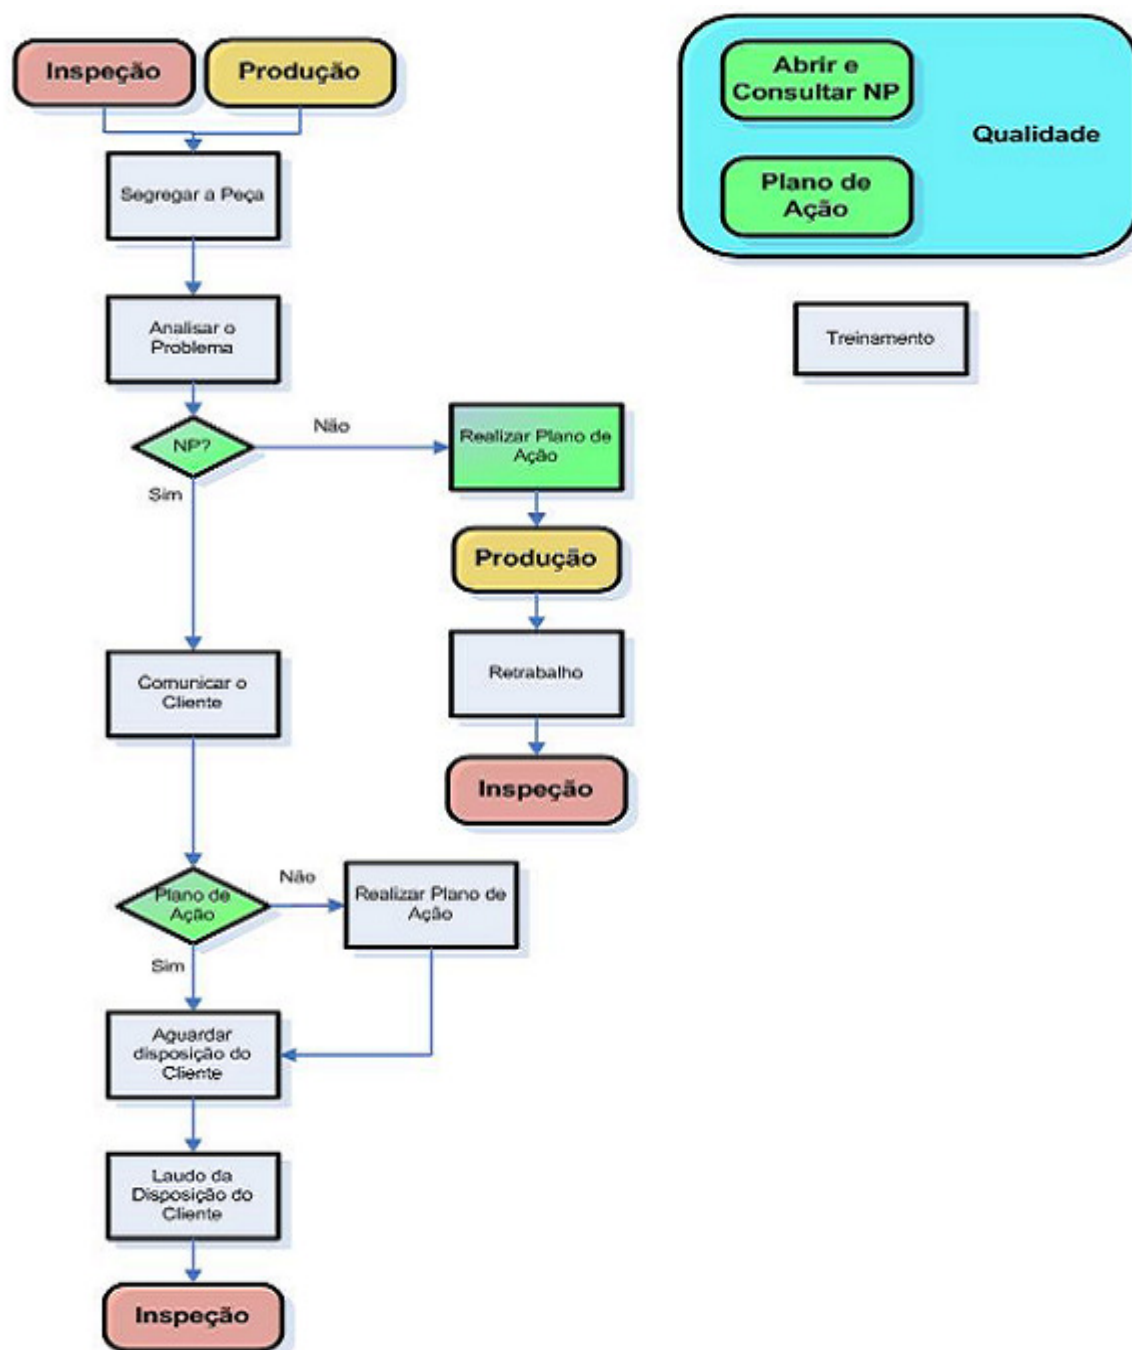 Inspeção
Produção
Abrir e
Consultar NP
Qualidade
Plano de
Ação
Segregar a Peça
Analisar o
Problema
Treinamento
NP?
Não
Realizar Plano de
Ação
Sim
Produção
Retrabalho
Comunicar o
Cliente
Inspeção
Plano de
Ação
Não
Realizar Plano de
Ação
Sim
Aguardar
disposição do
Cliente
Laudo da
Disposição do
Cliente
Inspeção